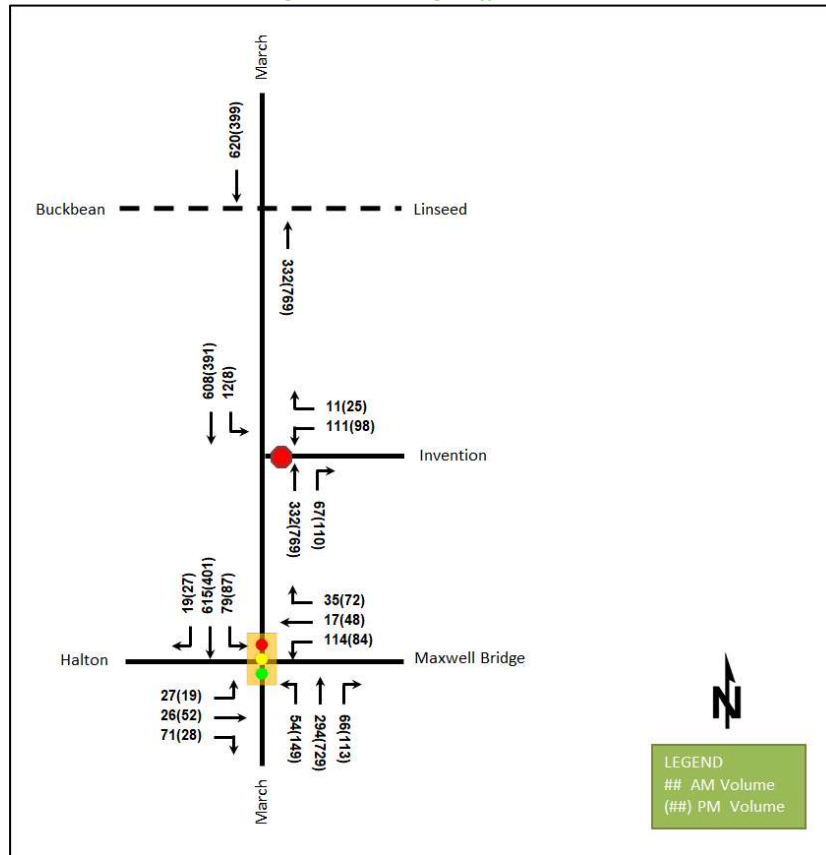 March
620(399)
Buckbean
Linseed
332(769)
608(391)
12(8)
11(25)
111(98)
Invention
332(769)
67(110)
19(27)
615(401)
79(87)
35(72)
17(48)
114(84)
Halton
Maxwell Bridge
27(19)
26(52)
71(28)
54(149)
294(729)
66(113)
March
N
LEGEND
## AM Volume
(##) PM Volume